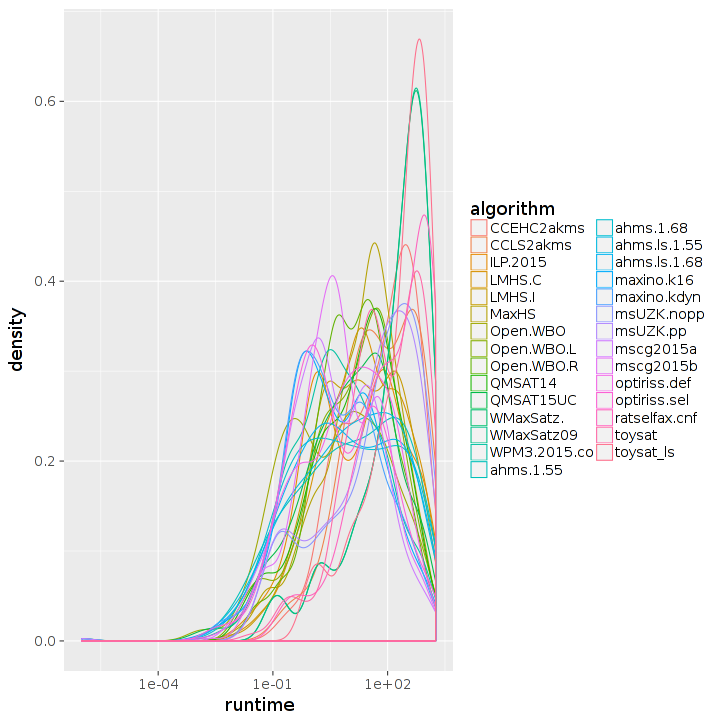 0.6
0.4
0.2
0.0
density
1e-04
1e-01
1e+02
runtime
algorithm
CCEHC2akms
CCLS2akms
ILP.2015
LMHS.C
LMHS.I
MaxHS
Open.WBO
Open.WBO.L
Open.WBO.R
QMSAT14
QMSAT15UC
WMaxSatz.
WMaxSatz09
WPM3.2015.co
ahms.1.55
ahms.1.68
ahms.ls.1.55
ahms.ls.1.68
maxino.k16
maxino.kdyn
msUZK.nopp
msUZK.pp
mscg2015a
mscg2015b
optiriss.def
optiriss.sel
ratselfax.cnf
toysat
toysat_ls